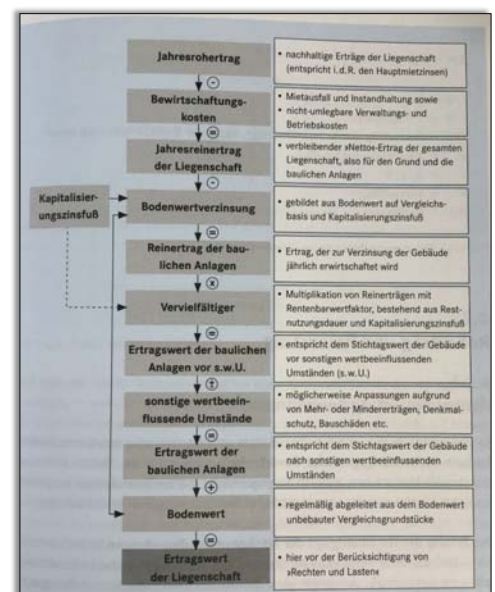 Jahresrohertrag
• nachhaltige Erträge der Liegenschaft
(entspricht i.d.R. den Hauptmietzinsen)
-
Bewirtschaftungs-
kosten
• Mietausfall und Instandhaltung sowie
• nicht-umlegbare Verwaltungs- und
Betriebskosten
=
Jahresreinertrag
der Liegenschaft
• verbleibender »Netto«-Ertrag der gesamten
Liegenschaft, also für den Grund und die
baulichen Anlagen
-
Kapitalisier-
ungszinsfuß
Bodenwertverzinsung
• gebildet aus Bodenwert auf Vergleichs-
basis und Kapitalisierungszinsfuß
=
Reinertrag der bau-
lichen Anlagen
• Ertrag, der zur Verzinsung der Gebäude
jährlich erwirtschaftet wird
x
Vervielfältiger
• Multiplikation von Reinerträgen mit
Rentenbarwertfaktor, bestehend aus Rest-
nutzungsdauer und Kapitalisierungszinsfuß
=
Ertragswert der baulichen
Anlagen vor s.w.U.
• entspricht dem Stichtagswert der Gebäude
vor sonstigen wertbeeinflussenden
Umständen (s.w.U.)
±
sonstige wertbeein-
flussende Umstände
• möglicherweise Anpassungen aufgrund
von Mehr- oder Mindererträgen, Denkmal-
schutz, Bauschäden etc.
=
Ertragswert der
baulichen Anlagen
• entspricht dem Stichtagswert der Gebäude
nach sonstigen wertbeeinflussenden
Umständen
+
Bodenwert
• regelmäßig abgeleitet aus dem Bodenwert
unbebauter Vergleichsgrundstücke
=
Ertragswert
der Liegenschaft
• hier vor der Berücksichtigung von
»Rechten und Lasten«